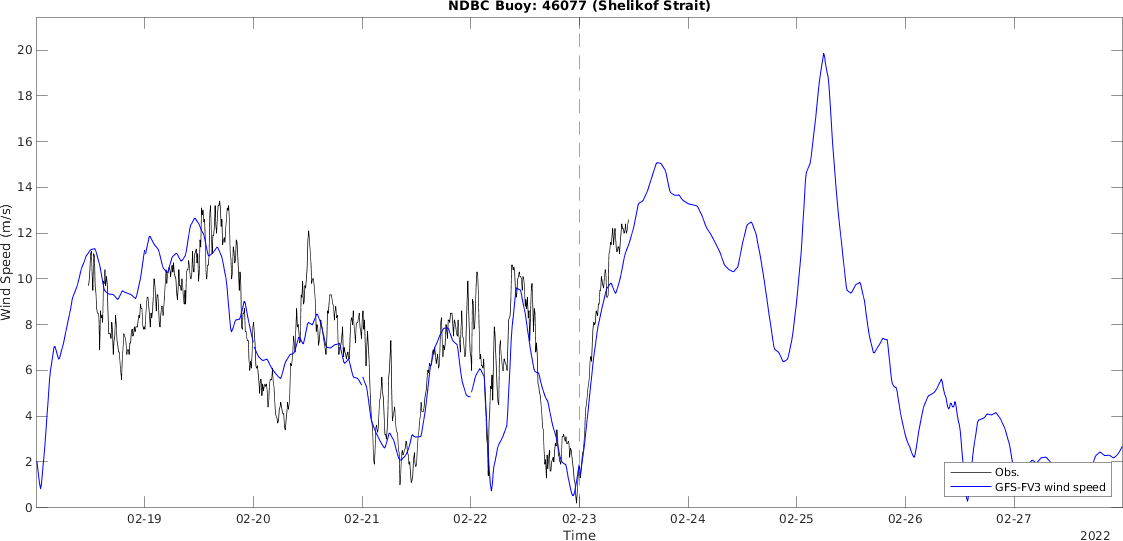 NDBC Buoy: 46077 (Shelikof Strait)
20
18
16
14
12
10
8
6
4
2
0
Wind Speed (m/s)
02-19 02-20 02-21 02-22 02-23 02-24 02-25 02-26 02-27
Time
2022
Obs.
GFS-FV3 wind speed